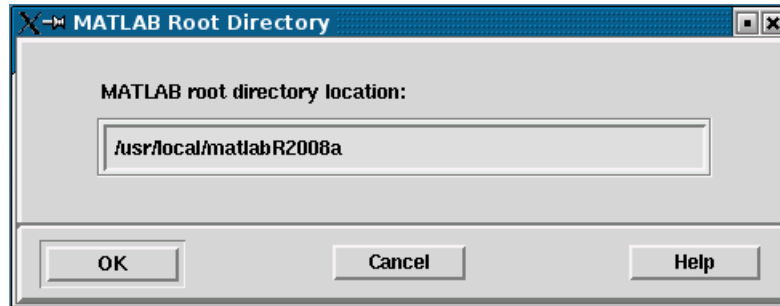 MATLAB Root Directory
MATLAB root directory location:
/usr/local/matlabR2008a
OK Cancel Help